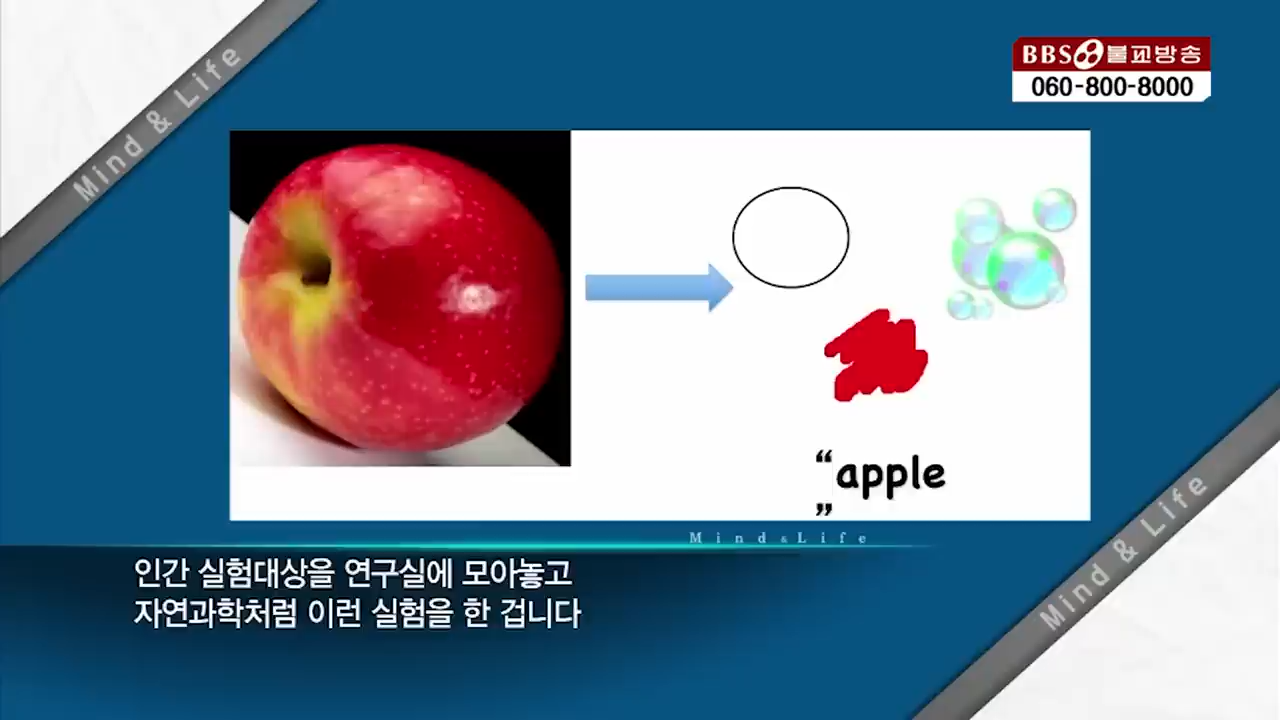 Mind & Life
BBS 불교방송
060-800-8000
“apple
”
Mind&Life
인간 실험대상을 연구실에 모아놓고
자연과학처럼 이런 실험을 한 겁니다
Mind & Life